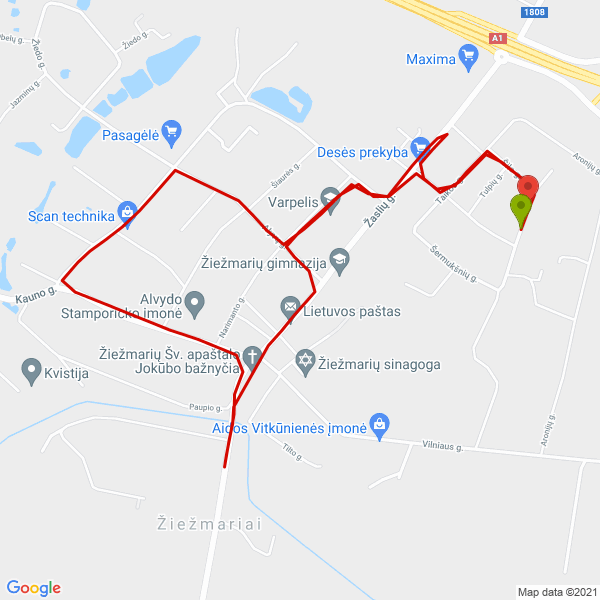 1808
A1
Maxima
Žiedo g.
Žiedo g.
Jazminų g.
Pasagėlė
Desės prekyba
Aronijų g.
Šiaurės g.
Tulpių g.
Varpelis
Žaslių g.
Scan technika
Šermukšnių g.
Žiežmarių gimnazija
Kauno g.
Alvydo
Stamporicko įmonė
Narimanto g.
Lietuvos paštas
Žiežmarių Šv. apaštalo
Jokūbo bažnyčia
Žiežmarių sinagoga
Kvistija
Paupio g.
Aidos Vitkūnienės įmonė
Vilniaus g.
Aronijų g.
Tilto g.
Žiežmariai
Google
Map data ©2021